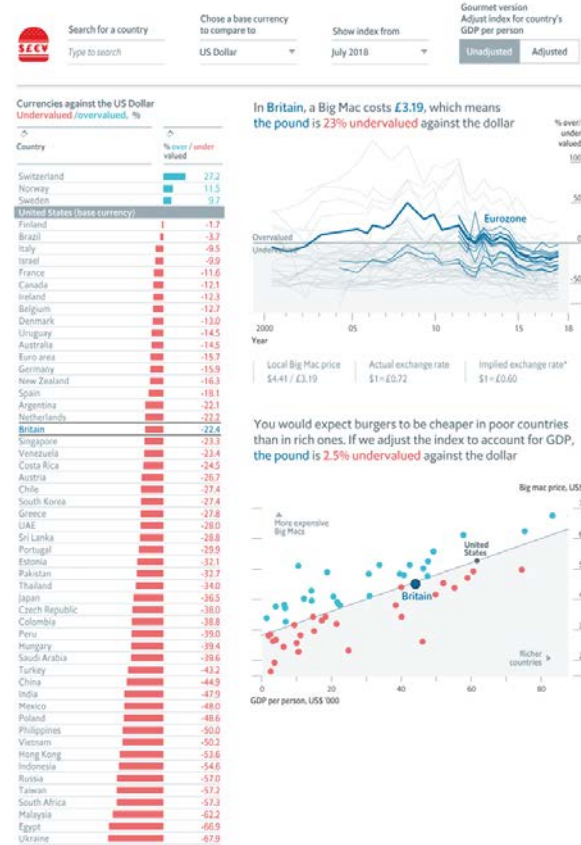 Search for a country
Type to search
Chose a base currency
to compare to
US Dollar
Show index from
July 2018
Gourmet version
Adjust index for country's
GDP per person
Unadjusted
Adjusted
Currencies against the US Dollar
Undervalued /overvalued, %
Country
% over / under
valued
Switzerland 27.2
Norway 11.5
Sweden 9.7
United States (base currency)
Finland -1.7
Brazil -3.7
Italy -9.5
Israel -9.9
France -11.6
Canada -12.1
Ireland -12.3
Belgium -12.7
Denmark -13.0
Uruguay -14.5
Australia -14.5
Euro area -15.7
Germany -15.9
New Zealand -16.3
Spain -18.1
Argentina -22.1
Netherlands -22.2
Britain -22.4
Singapore -23.3
Venezuela -23.4
Costa Rica -24.5
Austria -26.7
Chile -27.4
South Korea -27.4
Greece -27.8
UAE -28.0
Sri Lanka -28.8
Portugal -29.9
Estonia -32.1
Pakistan -32.7
Thailand -34.0
Japan -36.5
Czech Republic -38.0
Colombia -38.8
Peru -39.0
Hungary -39.4
Saudi Arabia -39.6
Turkey -43.2
China -44.9
India -47.9
Mexico -48.0
Poland -48.6
Philippines -50.0
Vietnam -50.2
Hong Kong -53.6
Indonesia -54.6
Russia -57.0
Taiwan -57.2
South Africa -57.3
Malaysia -62.2
Egypt -66.9
Ukraine -67.9
In Britain, a Big Mac costs £3.19, which means
the pound is 23% undervalued against the dollar
% over/
under
valued
100
50
0
-50
Eurozone
Overvalued
Undervalued
2000 05 10 15 18
Year
Local Big Mac price
$4.41 / £3.19
Actual exchange rate
$1=£0.72
Implied exchange rate*
$1=£0.60
You would expect burgers to be cheaper in poor countries
than in rich ones. If we adjust the index to account for GDP,
the pound is 2.5% undervalued against the dollar
Big mac price, US$
More expensive
Big Macs
United
States
Britain
Richer
countries
0 20 40 60 80
GDP per person, US$ '000